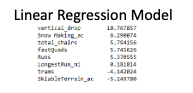 Linear Regression Model
vertical_drop 10.767857
Snow Making_ac 6.290074
total_chairs 5.794156
fastQuads 5.745626
Runs 5.370555
LongestRun_mi 0.181814
trams -4.142024
SkiableTerrain_ac -5.249780